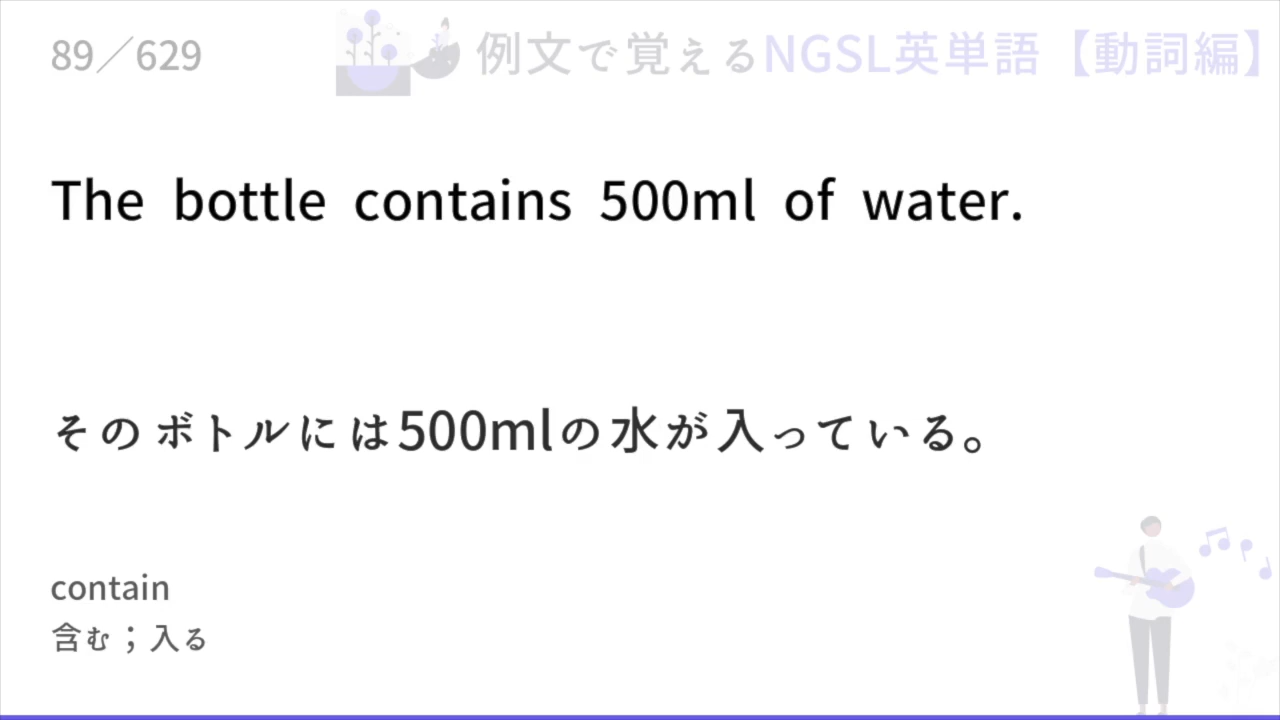 89／629
例文で覚えるNGSL英単語【動詞編】
The bottle contains 500ml of water.
そのボトルには500mlの水が入っている。
contain
含む；入る